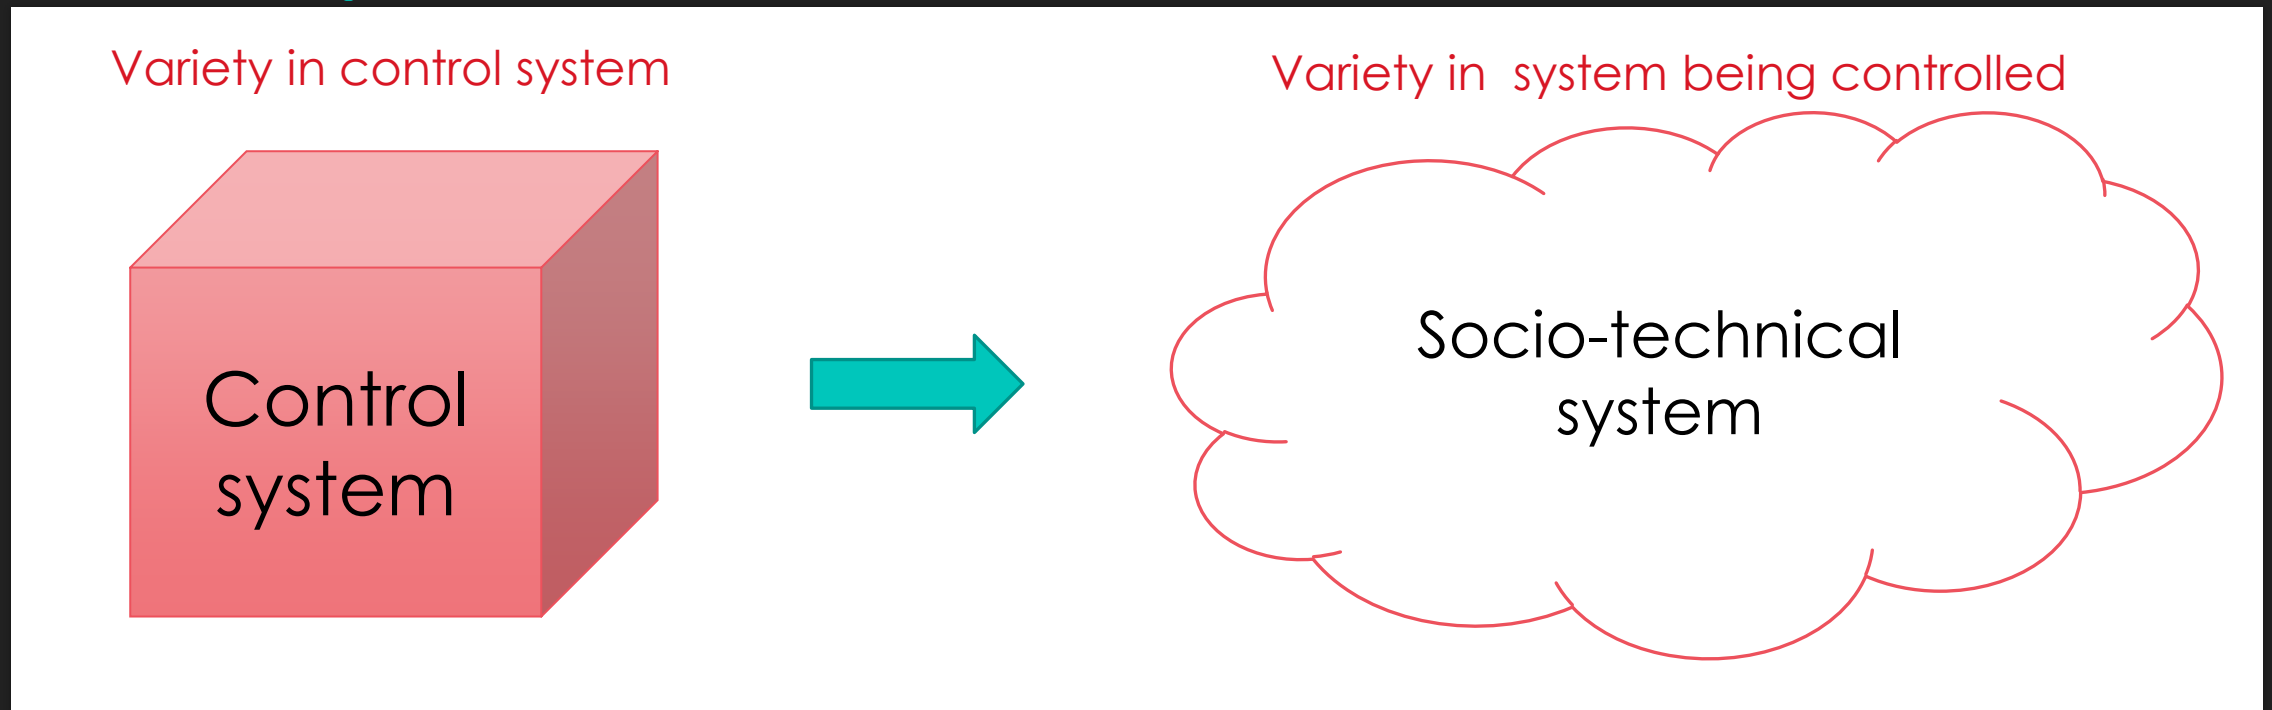 Variety in control system
Variety in  system being controlled
Control
system
Socio-technical
system